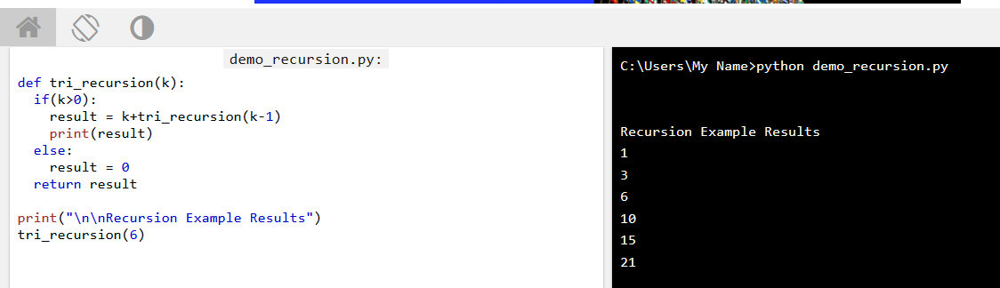 demo_recursion.py:
def tri_recursion(k):
  if(k>0):
    result = k+tri_recursion(k-1)
    print(result)
  else:
    result = 0
  return result

print("\n\nRecursion Example Results")
tri_recursion(6)
C:\Users\My Name>python demo_recursion.py
Recursion Example Results
1
3
6
10
15
21